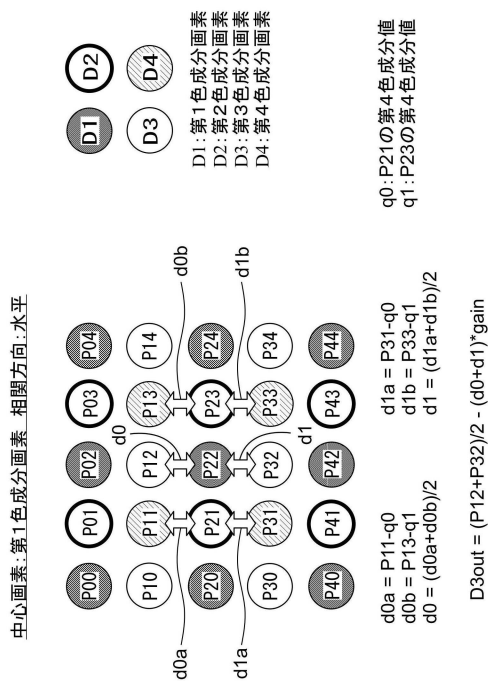 中心画素:第1色成分画素 相関方向:水平
P00 P01 P02 P03 P04
P10 P11 P12 P13 P14
P20 P21 P22 P23 P24
P30 P31 P32 P33 P34
P40 P41 P42 P43 P44
d0a
d1a
d0
d1
d0b
d1b
D1 D2
D3 D4
D1:第1色成分画素
D2:第2色成分画素
D3:第3色成分画素
D4:第4色成分画素
q0:P21の第4色成分値
q1:P23の第4色成分値
d0a = P11-q0
d0b = P13-q1
d0 = (d0a+d0b)/2
d1a = P31-q0
d1b = P33-q1
d1 = (d1a+d1b)/2
D3out = (P12+P32)/2 - (d0+d1)*gain